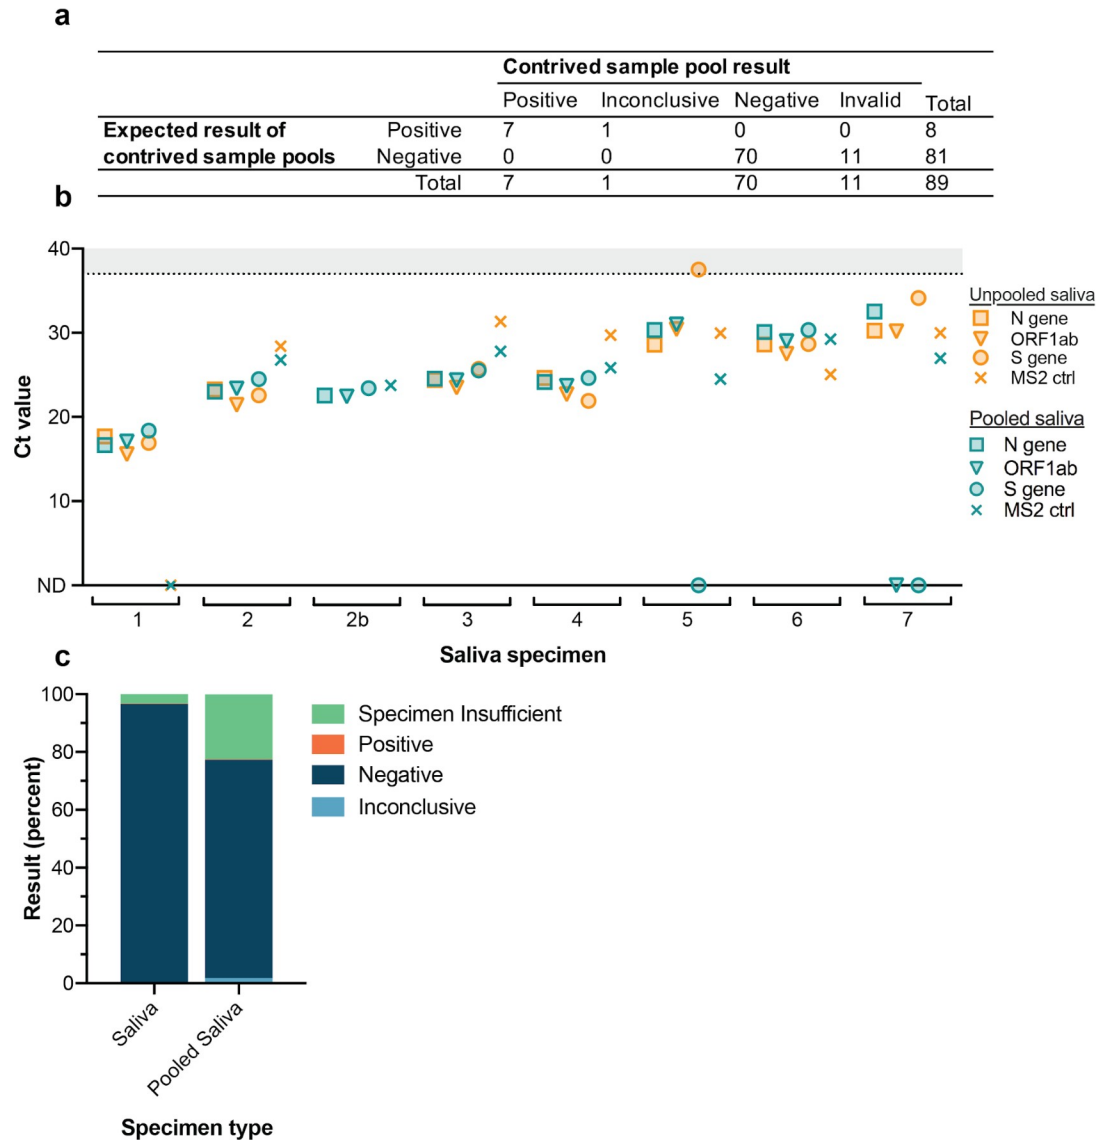 a
Contrived sample pool result
Positive Inconclusive Negative Invalid Total
Expected result of Positive 7 1 0 0 8
contrived sample pools Negative 0 0 70 11 81
Total 7 1 70 11 89
b
40
30
20
10
ND
Ct value
1 2 2b 3 4 5 6 7
Saliva specimen
Unpooled saliva
N gene
ORF1ab
S gene
MS2 ctrl
Pooled saliva
N gene
ORF1ab
S gene
MS2 ctrl
c
100
80
60
40
20
0
Result (percent)
Saliva
Pooled Saliva
Specimen type
Specimen Insufficient
Positive
Negative
Inconclusive